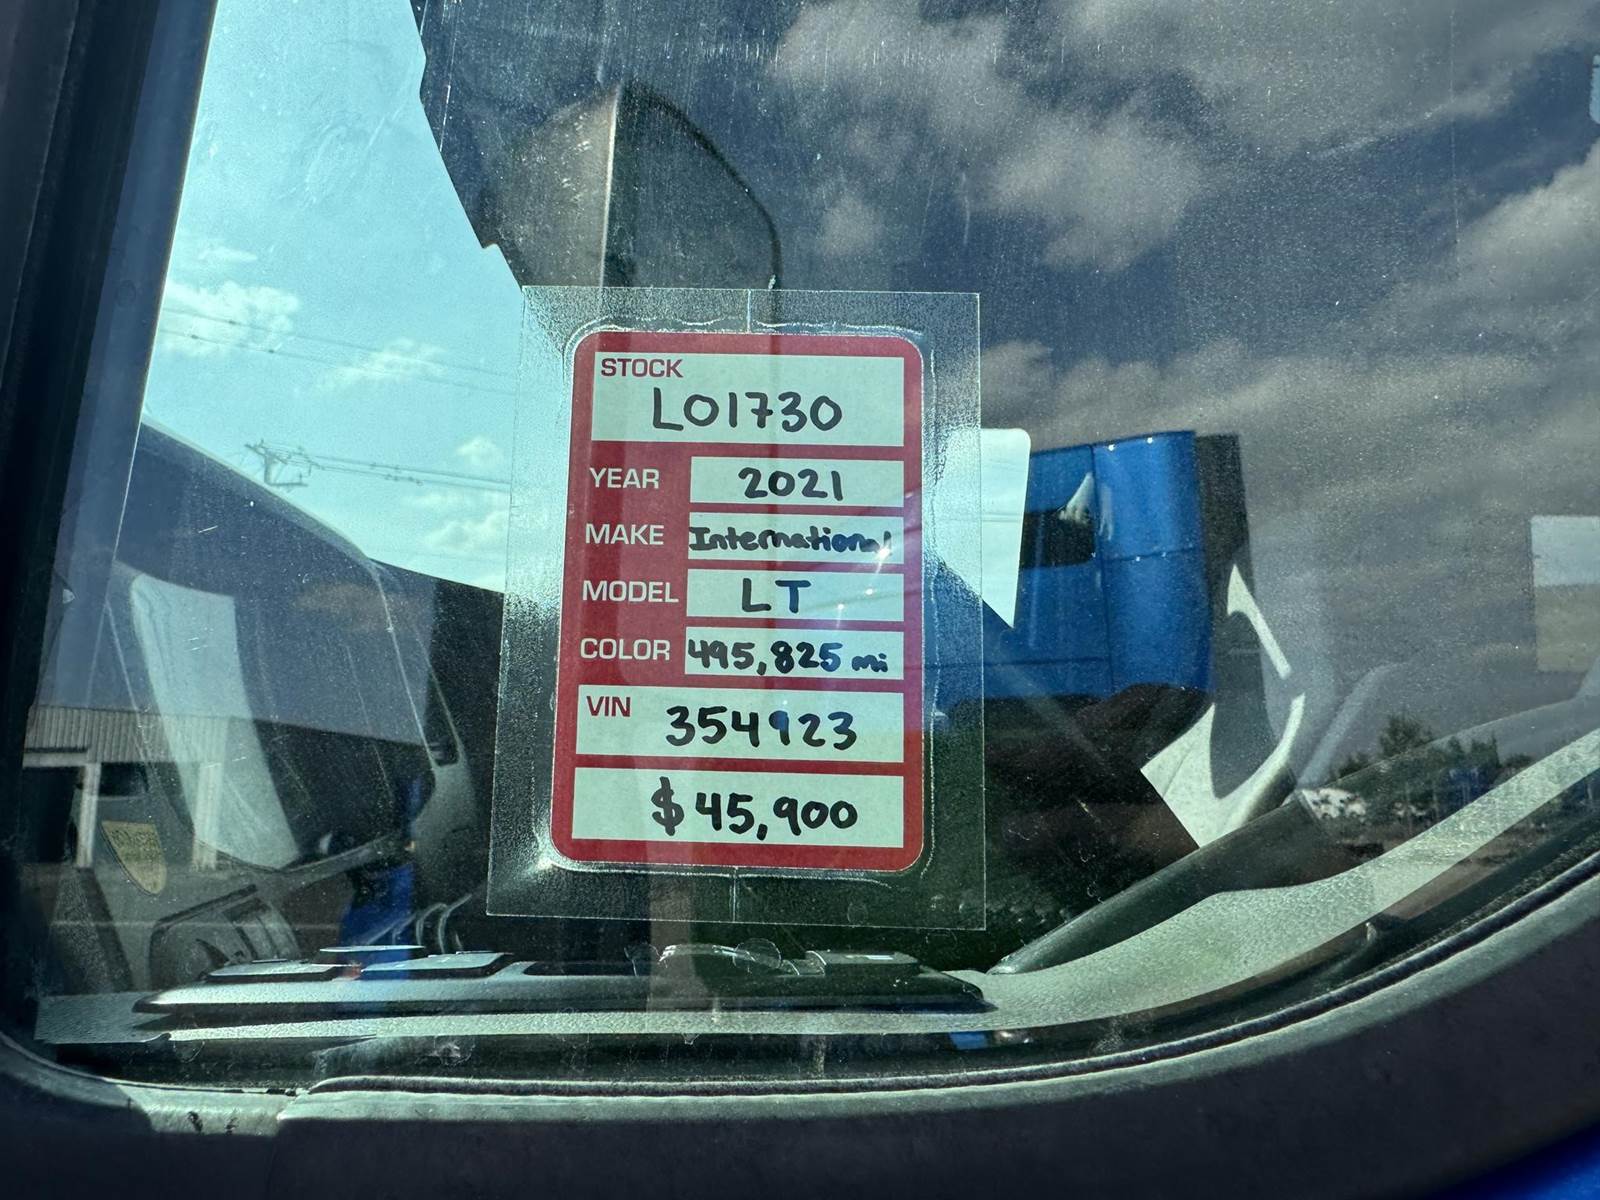 STOCK
L01730
YEAR 2021
MAKE International
MODEL LT
COLOR 495,825 mi
VIN 354923
$45,900